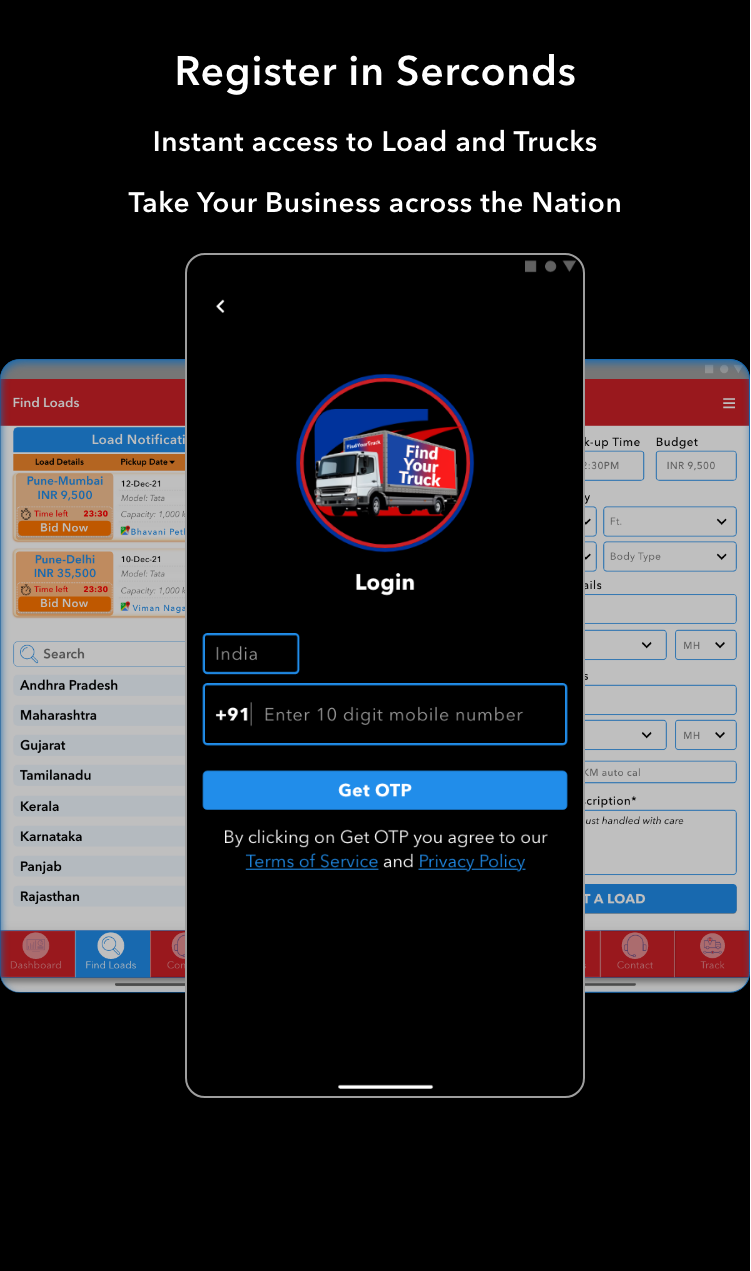 Register in Serconds
Instant access to Load and Trucks
Take Your Business across the Nation
Find Loads
Load Notificati
Load Details
Pickup Date
Pune-Mumbai
INR 9,500
Time left 23:30
Bid Now
12-Dec-21
Model: Tata
Capacity: 1,000 k
Bhavani Pet
Pune-Delhi
INR 35,500
Time left 23:30
Bid Now
10-Dec-21
Model: Tata
Capacity: 1,000 k
Viman Naga
Search
Andhra Pradesh
Maharashtra
Gujarat
Tamilanadu
Kerala
Karnataka
Panjab
Rajasthan
Dashboard
Find Loads
Con
FindYourTruck
Find
Your
Truck
Login
India
+91 Enter 10 digit mobile number
Get OTP
By clicking on Get OTP you agree to our
Terms of Service and Privacy Policy
k-up Time
Budget
2:30PM
INR 9,500
y
Ft.
Body Type
ails
MH
s
MH
KM auto cal
cription*
ust handled with care
T A LOAD
Contact
Track